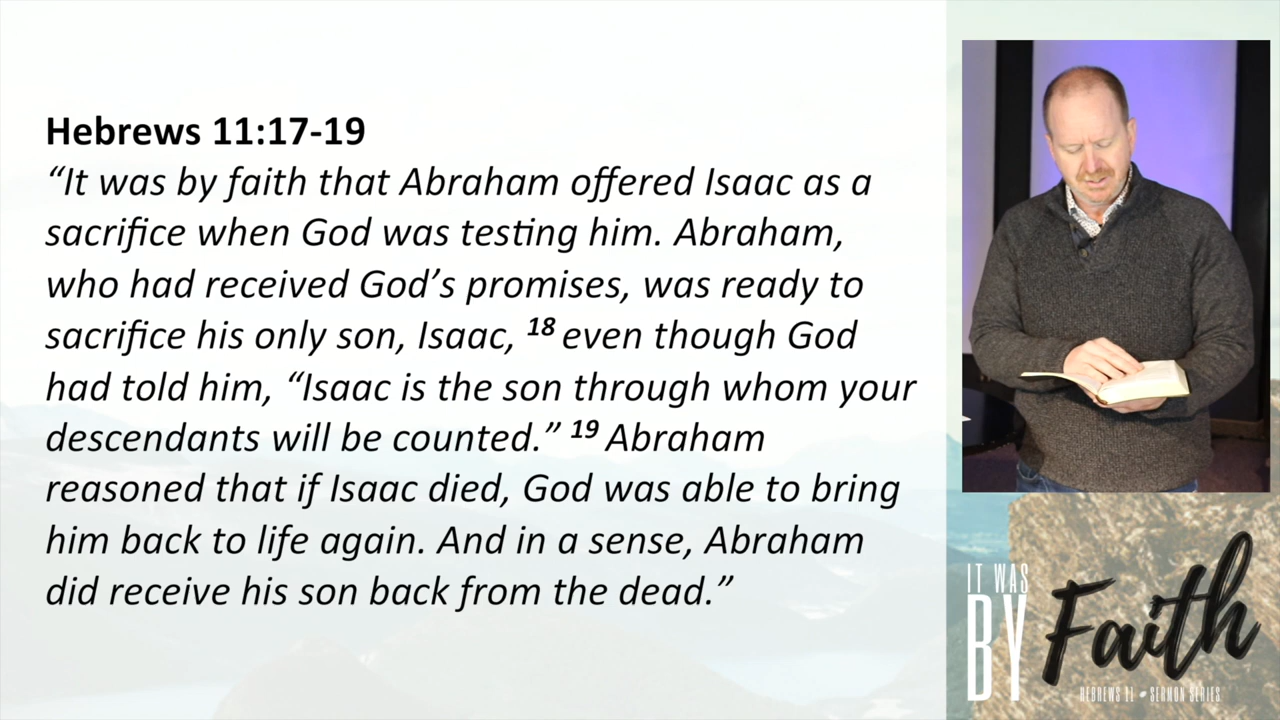 Hebrews 11:17-19
“It was by faith that Abraham offered Isaac as a
sacrifice when God was testing him. Abraham,
who had received God’s promises, was ready to
sacrifice his only son, Isaac, 18 even though God
had told him, “Isaac is the son through whom your
descendants will be counted.” 19 Abraham
reasoned that if Isaac died, God was able to bring
him back to life again. And in a sense, Abraham
did receive his son back from the dead.”
IT WAS
BY Faith
HEBREWS 11 • SERMON SERIES